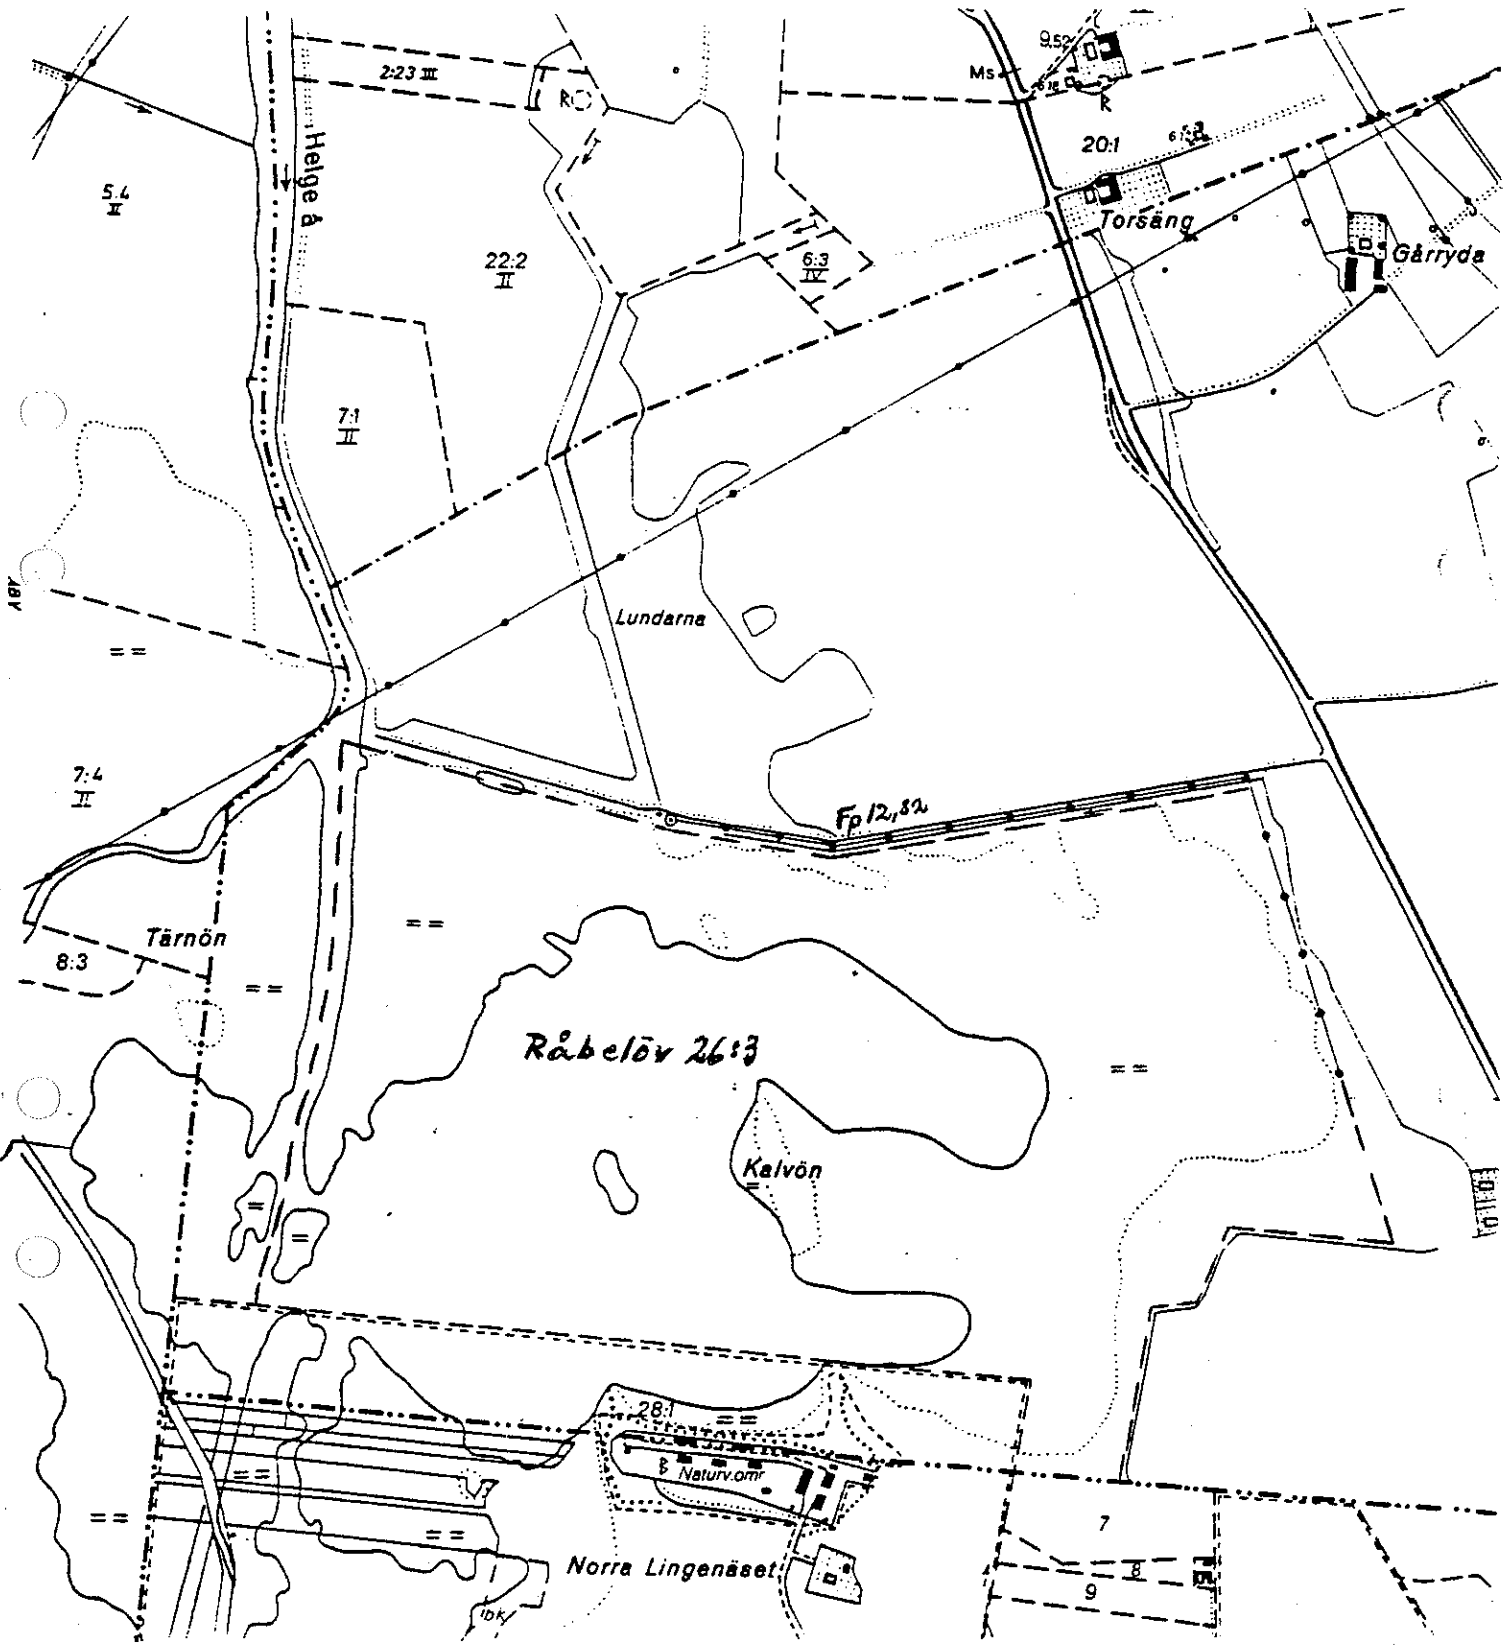 2:23 III
R
9,52
Ms
R
20:1
Helge å
5:4
II
Torsäng
Gårryda
22:2
II
6:3
IV
7:1
II
Lundarna
7:4
II
Fp 12,82
Tärnön
8:3
Råbelöv 26:3
Kalvön
28:1
Naturv.omr
7
8
9
Norra Lingenäset